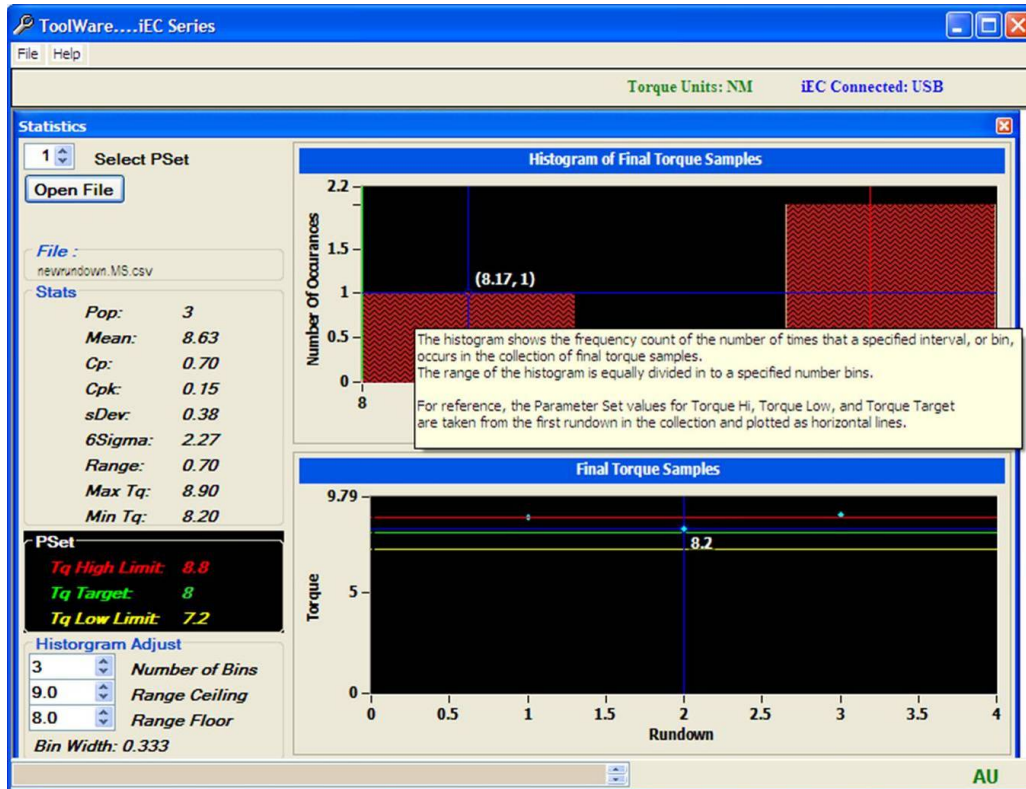 ToolWare....iEC Series
File Help
Torque Units: NM iEC Connected: USB
Statistics
1 Select PSet
Open File
File :
newrundown.MS.csv
Stats
Pop: 3
Mean: 8.63
Cp: 0.70
Cpk: 0.15
sDev: 0.38
6Sigma: 2.27
Range: 0.70
Max Tq: 8.90
Min Tq: 8.20
PSet
Tq High Limit: 8.8
Tq Target: 8
Tq Low Limit: 7.2
Historgram Adjust
3 Number of Bins
9.0 Range Ceiling
8.0 Range Floor
Bin Width: 0.333
Histogram of Final Torque Samples
Number Of Occurances
2.2
1.5
1
0.5
0
8
(8.17, 1)
The histogram shows the frequency count of the number of times that a specified interval, or bin,
occurs in the collection of final torque samples.
The range of the histogram is equally divided in to a specified number bins.
For reference, the Parameter Set values for Torque Hi, Torque Low, and Torque Target
are taken from the first rundown in the collection and plotted as horizontal lines.
Final Torque Samples
Torque
9.79
5
0
8.2
0 0.5 1 1.5 2 2.5 3 3.5 4
Rundown
AU